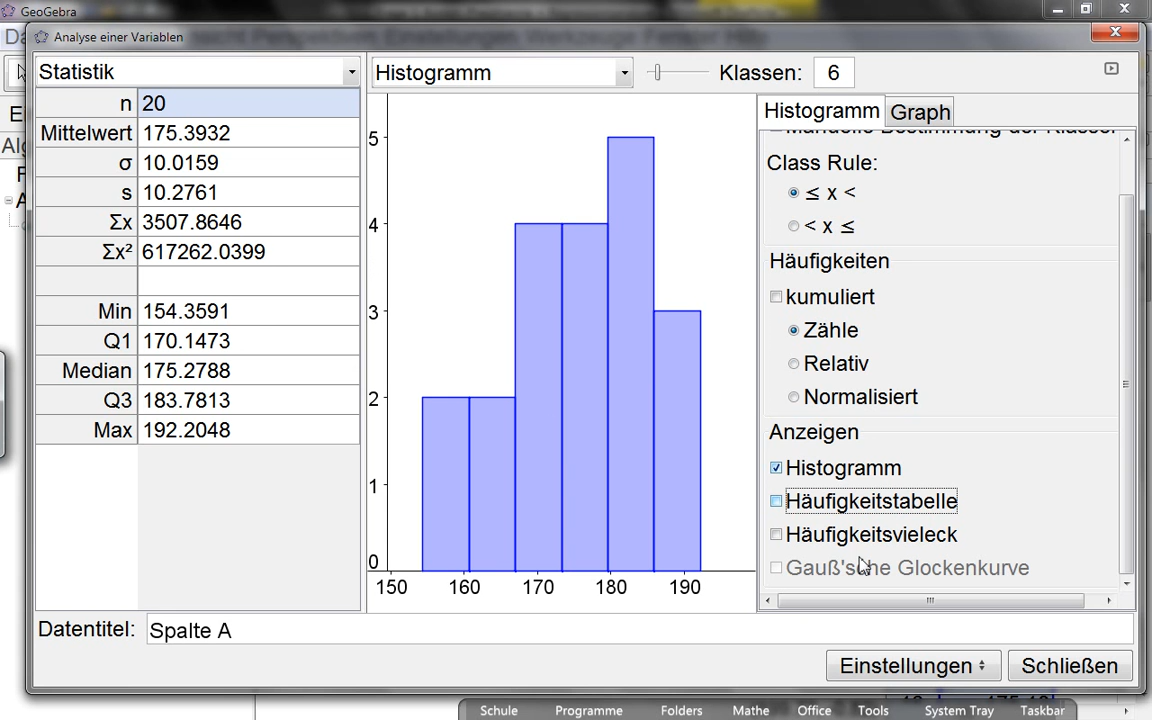 GeoGebra
Analyse einer Variablen
Statistik
Histogramm
Klassen: 6
n 20
Mittelwert 175.3932
σ 10.0159
s 10.2761
Σx 3507.8646
Σx² 617262.0399
Min 154.3591
Q1 170.1473
Median 175.2788
Q3 183.7813
Max 192.2048
5
4
3
2
1
0
150 160 170 180 190
Histogramm Graph
Manuelle Bestimmung der Klassen
Class Rule:
≤ x <
< x ≤
Häufigkeiten
kumuliert
Zähle
Relativ
Normalisiert
Anzeigen
Histogramm
Häufigkeitstabelle
Häufigkeitsvieleck
Gauß'sche Glockenkurve
Datentitel: Spalte A
Einstellungen Schließen
Schule Programme Folders Mathe Office Tools System Tray Taskbar